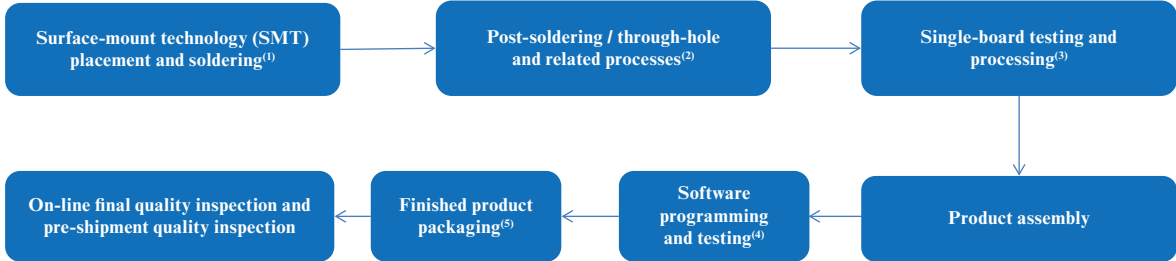 Surface-mount technology (SMT)
placement and soldering(1)
Post-soldering / through-hole
and related processes(2)
Single-board testing and
processing(3)
Product assembly
Software
programming
and testing(4)
Finished product
packaging(5)
On-line final quality inspection and
pre-shipment quality inspection